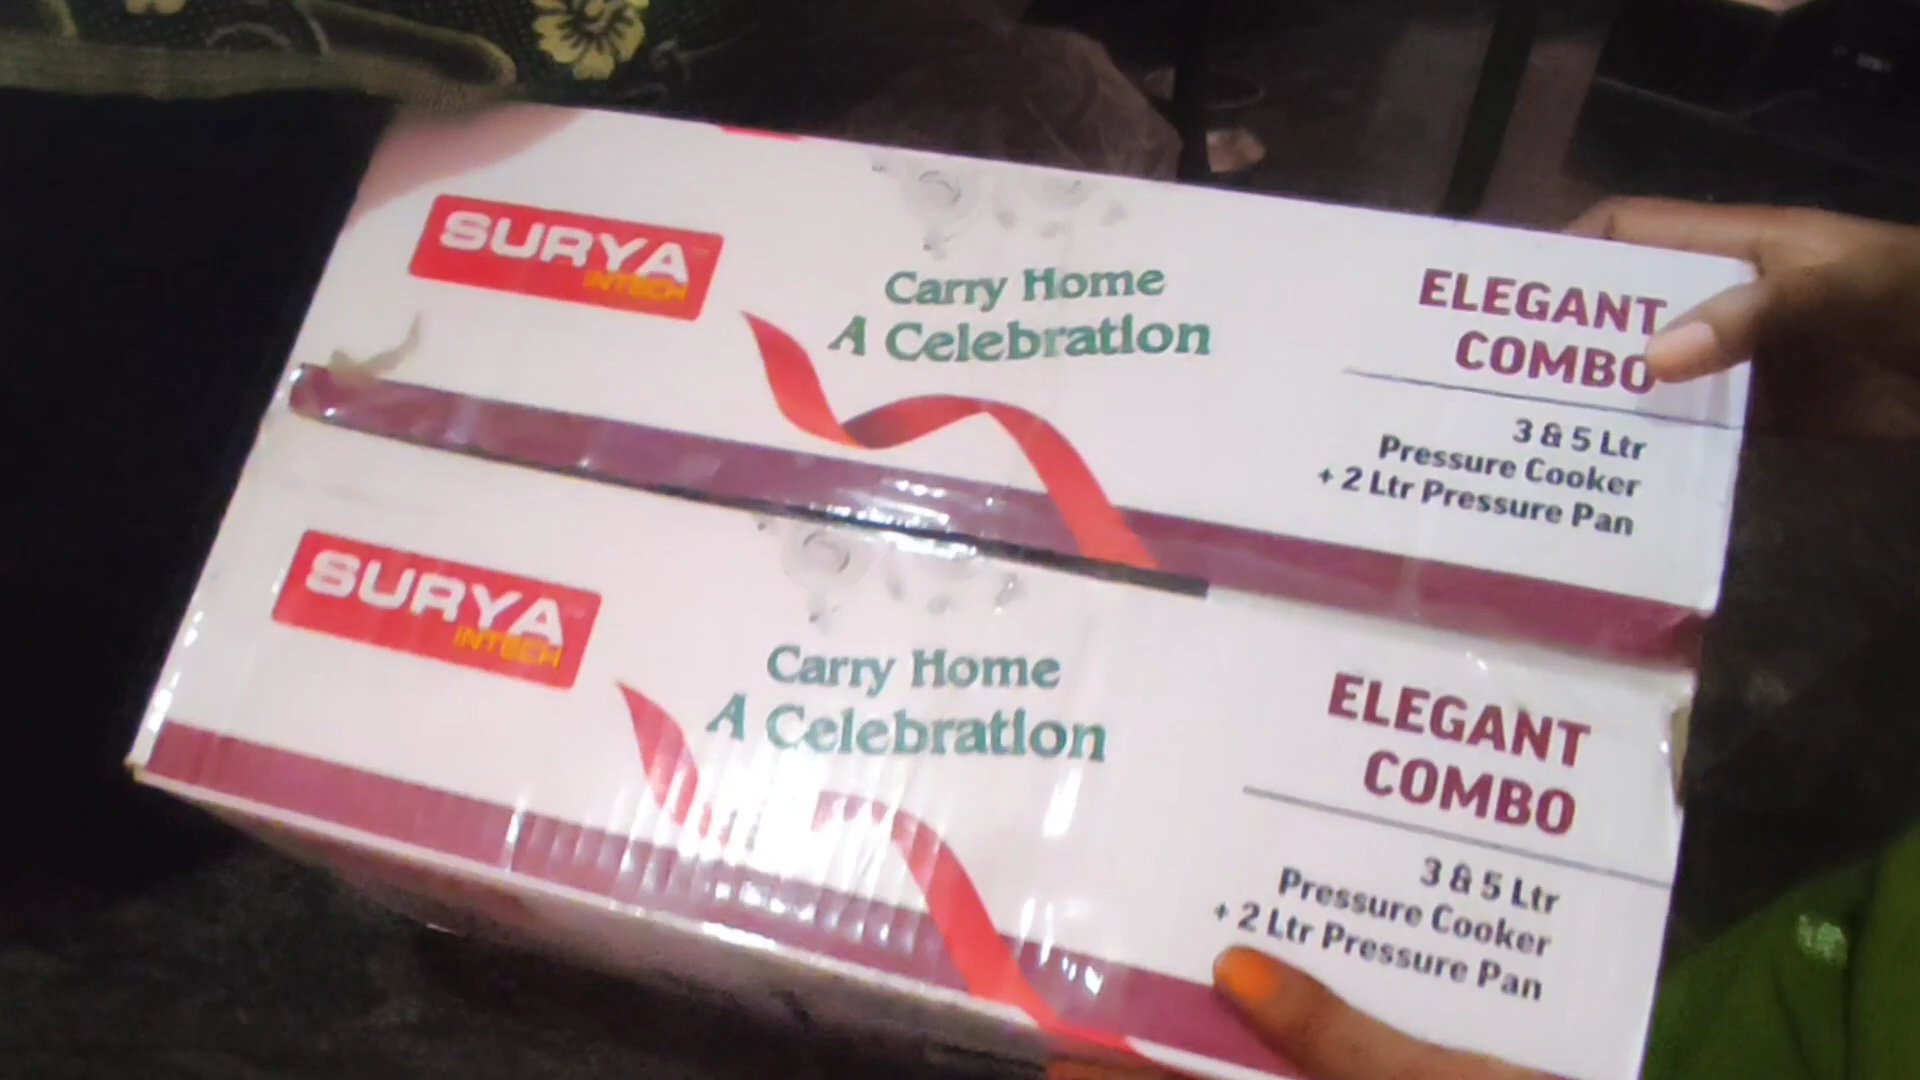 SURYA
INTECH
Carry Home
A Celebration
ELEGANT
COMBO
3 & 5 Ltr
Pressure Cooker
+ 2 Ltr Pressure Pan
SURYA
INTECH
Carry Home
A Celebration
ELEGANT
COMBO
3 & 5 Ltr
Pressure Cooker
+ 2 Ltr Pressure Pan